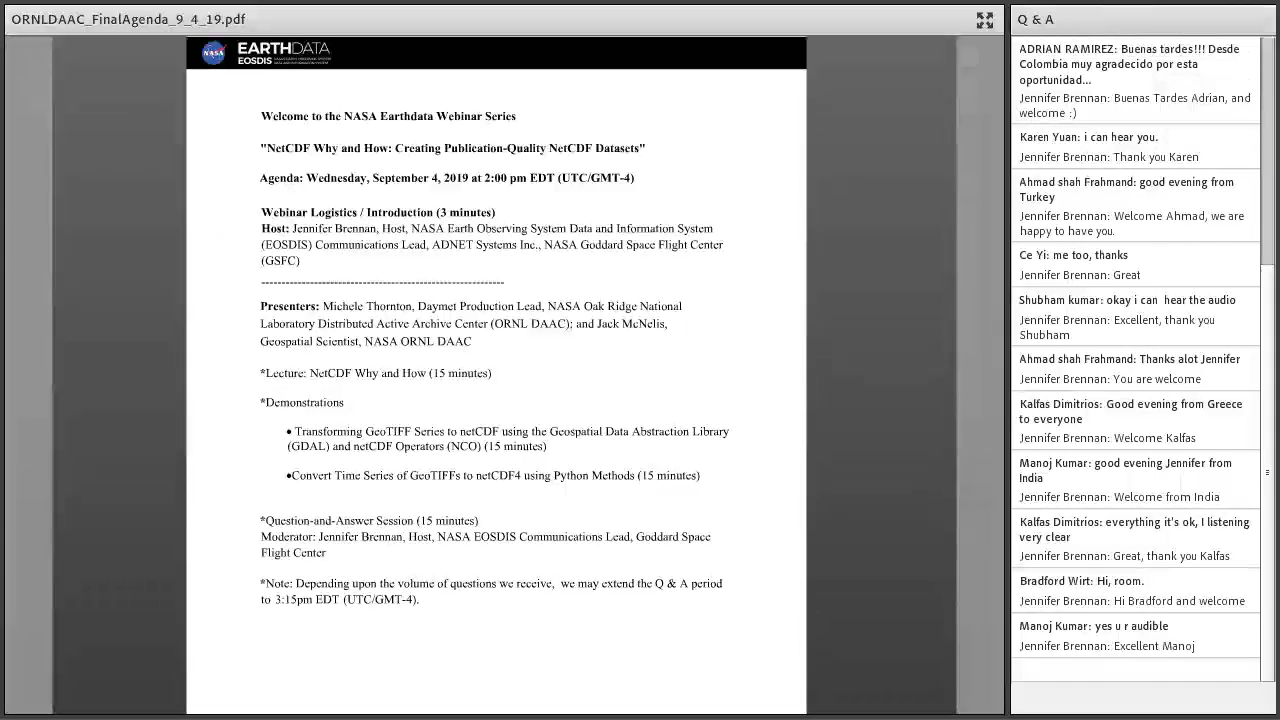 ORNLDAAC_FinalAgenda_9_4_19.pdf
NASA
EARTHDATA
EOSDIS
Welcome to the NASA Earthdata Webinar Series
"NetCDF Why and How: Creating Publication-Quality NetCDF Datasets"
Agenda: Wednesday, September 4, 2019 at 2:00 pm EDT (UTC/GMT-4)
Webinar Logistics / Introduction (3 minutes)
Host: Jennifer Brennan, Host, NASA Earth Observing System Data and Information System
(EOSDIS) Communications Lead, ADNET Systems Inc., NASA Goddard Space Flight Center
(GSFC)
------------------------------------------------------------
Presenters: Michele Thornton, Daymet Production Lead, NASA Oak Ridge National
Laboratory Distributed Active Archive Center (ORNL DAAC); and Jack McNelis,
Geospatial Scientist, NASA ORNL DAAC
*Lecture: NetCDF Why and How (15 minutes)
*Demonstrations
• Transforming GeoTIFF Series to netCDF using the Geospatial Data Abstraction Library
(GDAL) and netCDF Operators (NCO) (15 minutes)
•Convert Time Series of GeoTIFFs to netCDF4 using Python Methods (15 minutes)
*Question-and-Answer Session (15 minutes)
Moderator: Jennifer Brennan, Host, NASA EOSDIS Communications Lead, Goddard Space
Flight Center
*Note: Depending upon the volume of questions we receive, we may extend the Q & A period
to 3:15pm EDT (UTC/GMT-4).
Q & A
ADRIAN RAMIREZ: Buenas tardes!!! Desde
Colombia muy agradecido por esta
oportunidad...
Jennifer Brennan: Buenas Tardes Adrian, and
welcome :)
Karen Yuan: i can hear you.
Jennifer Brennan: Thank you Karen
Ahmad shah Frahmand: good evening from
Turkey
Jennifer Brennan: Welcome Ahmad, we are
happy to have you.
Ce Yi: me too, thanks
Jennifer Brennan: Great
Shubham kumar: okay i can hear the audio
Jennifer Brennan: Excellent, thank you
Shubham
Ahmad shah Frahmand: Thanks alot Jennifer
Jennifer Brennan: You are welcome
Kalfas Dimitrios: Good evening from Greece
to everyone
Jennifer Brennan: Welcome Kalfas
Manoj Kumar: good evening Jennifer from
India
Jennifer Brennan: Welcome from India
Kalfas Dimitrios: everything it's ok, I listening
very clear
Jennifer Brennan: Great, thank you Kalfas
Bradford Wirt: Hi, room.
Jennifer Brennan: Hi Bradford and welcome
Manoj Kumar: yes u r audible
Jennifer Brennan: Excellent Manoj